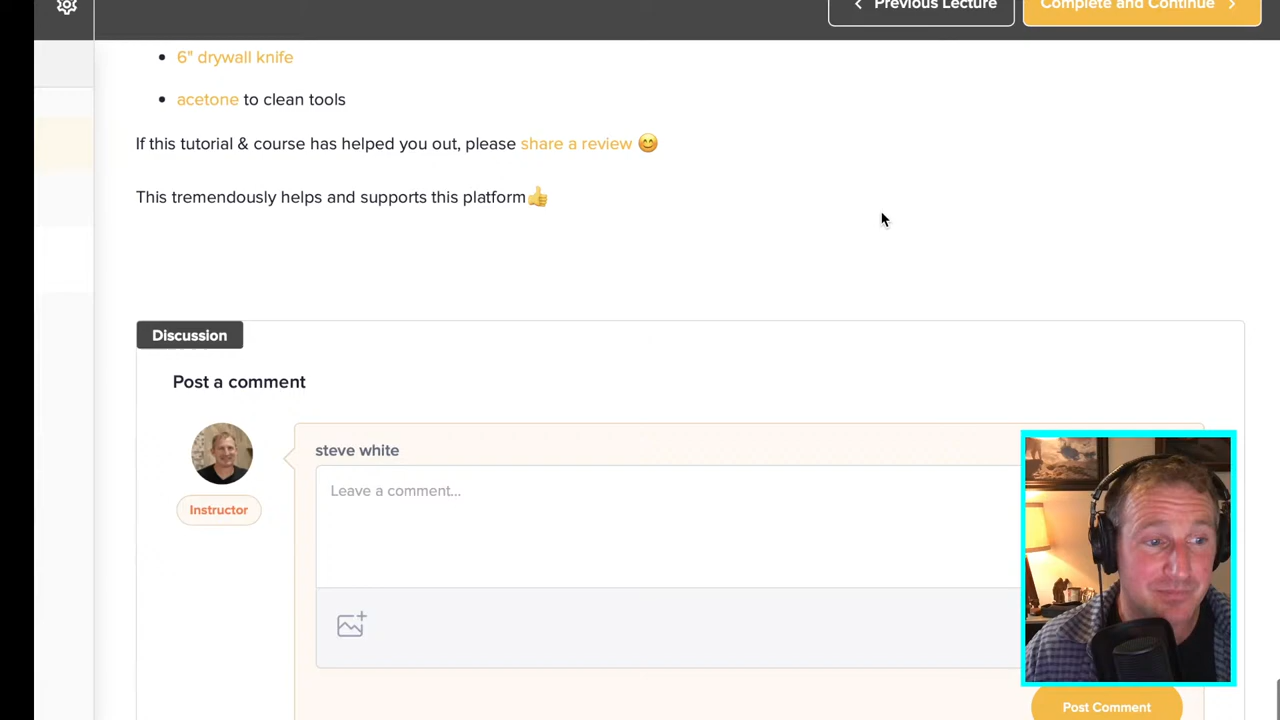 Previous Lecture
Complete and Continue
6" drywall knife
acetone to clean tools
If this tutorial & course has helped you out, please share a review 😊
This tremendously helps and supports this platform👍
Discussion
Post a comment
steve white
Leave a comment...
Instructor
Post Comment